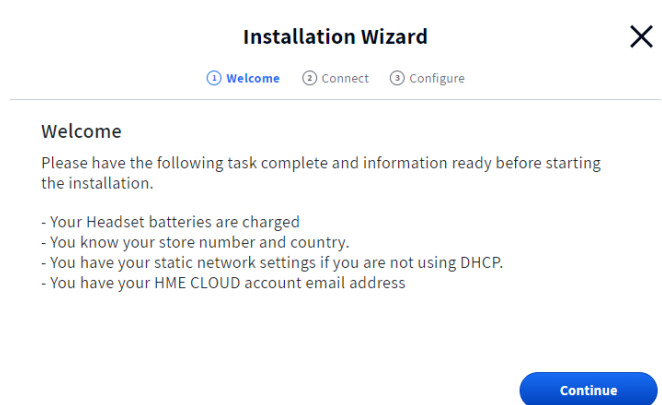 Installation Wizard
1 Welcome 2 Connect 3 Configure
Welcome
Please have the following task complete and information ready before starting
the installation.
- Your Headset batteries are charged
- You know your store number and country.
- You have your static network settings if you are not using DHCP.
- You have your HME CLOUD account email address
Continue